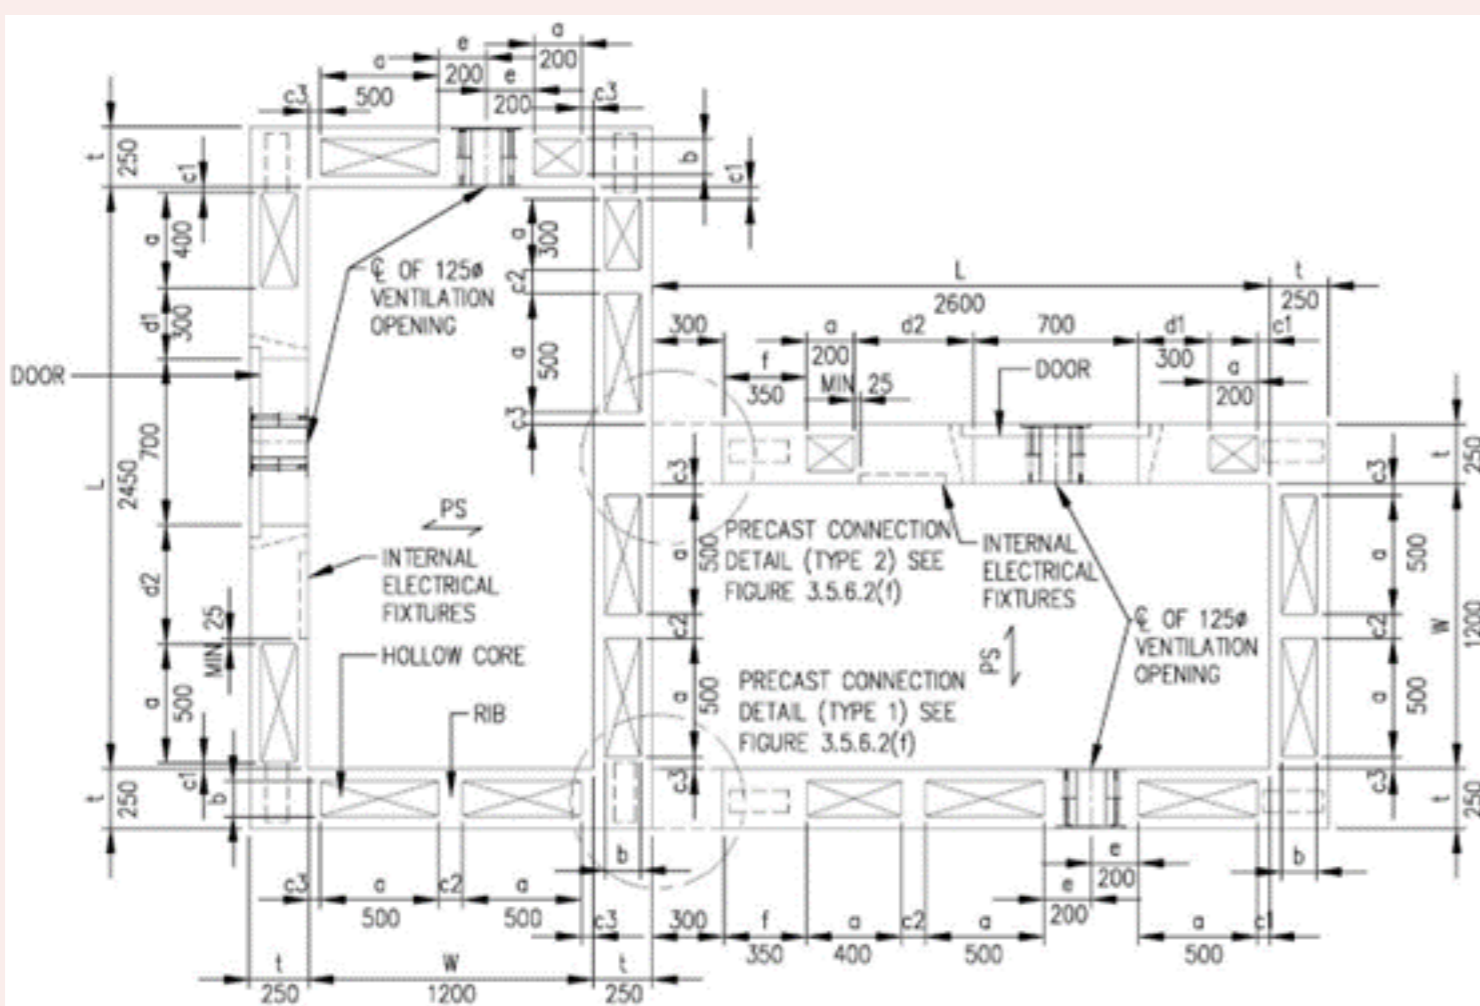 a
e
a
200
200
e
c3
500
200
c3
t
250
c1
b
c1
a
400
a
300
℄ OF 125ø
VENTILATION
OPENING
c2
L
2600
t
250
d1
300
300
a
200
d2
700
d1
300
c1
a
500
f
350
MIN 25
DOOR
a
200
DOOR
c3
L
2450
700
c3
t
250
c3
PS
PRECAST CONNECTION
DETAIL (TYPE 2) SEE
FIGURE 3.5.6.2(f)
a
500
INTERNAL
ELECTRICAL
FIXTURES
INTERNAL
ELECTRICAL
FIXTURES
a
500
d2
MIN 25
c2
℄ OF 125ø
VENTILATION
OPENING
c2
W
1200
HOLLOW CORE
PS
a
500
RIB
a
500
PRECAST CONNECTION
DETAIL (TYPE 1) SEE
FIGURE 3.5.6.2(f)
a
500
t
250
c1
b
c3
c3
t
250
c3
a
500
c2
a
500
b
c3
300
f
350
a
400
c2
a
500
e
200
e
200
a
500
c1
b
t
250
W
1200
t
250